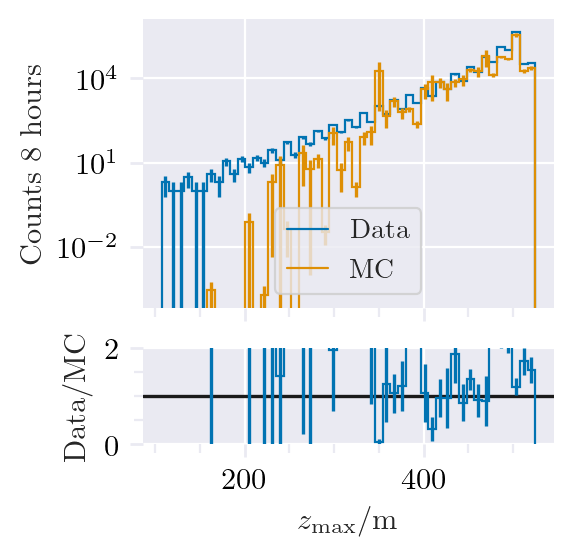 Counts 8 hours
10^4
10^1
10^−2
Data
MC
Data/MC
2
0
200
400
z_max/m